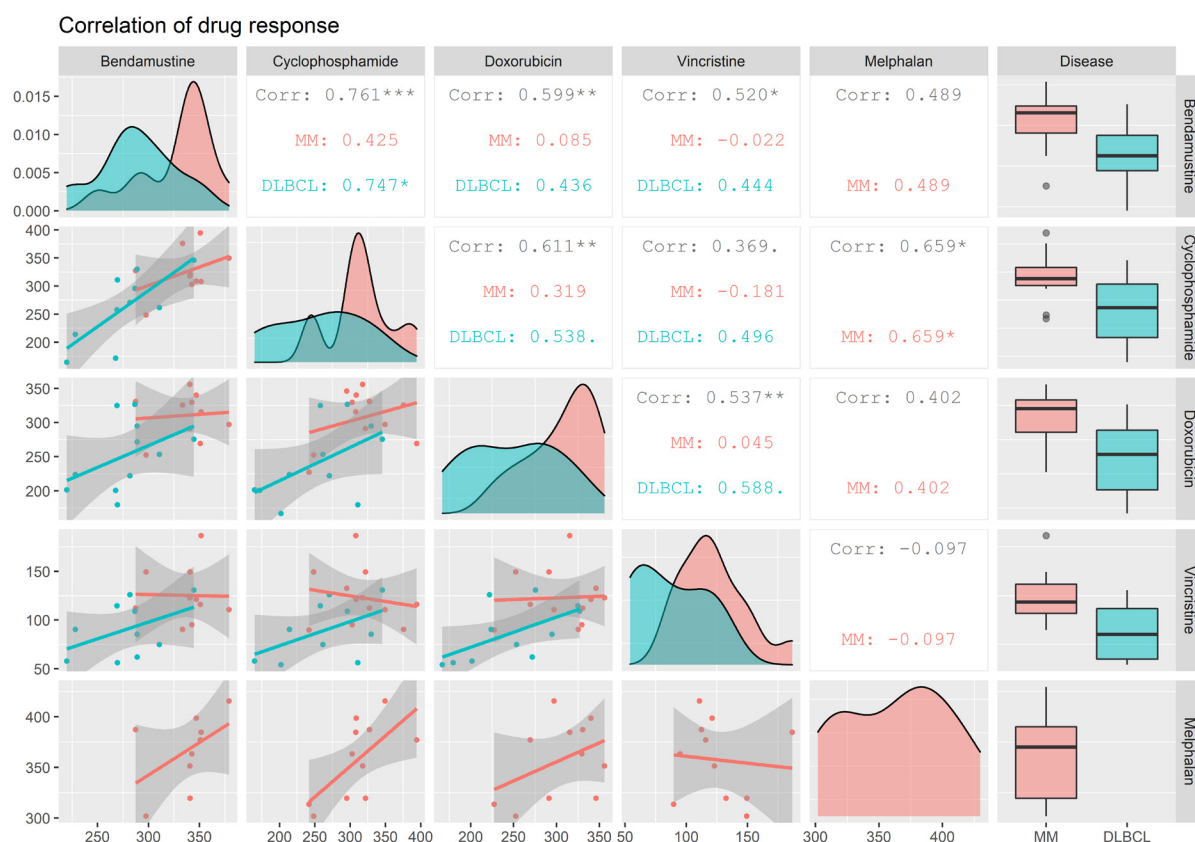 Correlation of drug response
Bendamustine Cyclophosphamide Doxorubicin Vincristine Melphalan Disease
0.015
0.010
0.005
0.000
Corr: 0.761***
MM: 0.425
DLBCL: 0.747*
Corr: 0.599**
MM: 0.085
DLBCL: 0.436
Corr: 0.520*
MM: -0.022
DLBCL: 0.444
Corr: 0.489
MM: 0.489
Bendamustine
400
350
300
250
200
Corr: 0.611**
MM: 0.319
DLBCL: 0.538.
Corr: 0.369.
MM: -0.181
DLBCL: 0.496
Corr: 0.659*
MM: 0.659*
Cyclophosphamide
350
300
250
200
Corr: 0.537**
MM: 0.045
DLBCL: 0.588.
Corr: 0.402
MM: 0.402
Doxorubicin
150
100
50
Corr: -0.097
MM: -0.097
Vincristine
400
350
300
Melphalan
250 300 350 200 250 300 350 400 200 250 300 350 50 100 150 300 350 400 MM DLBCL